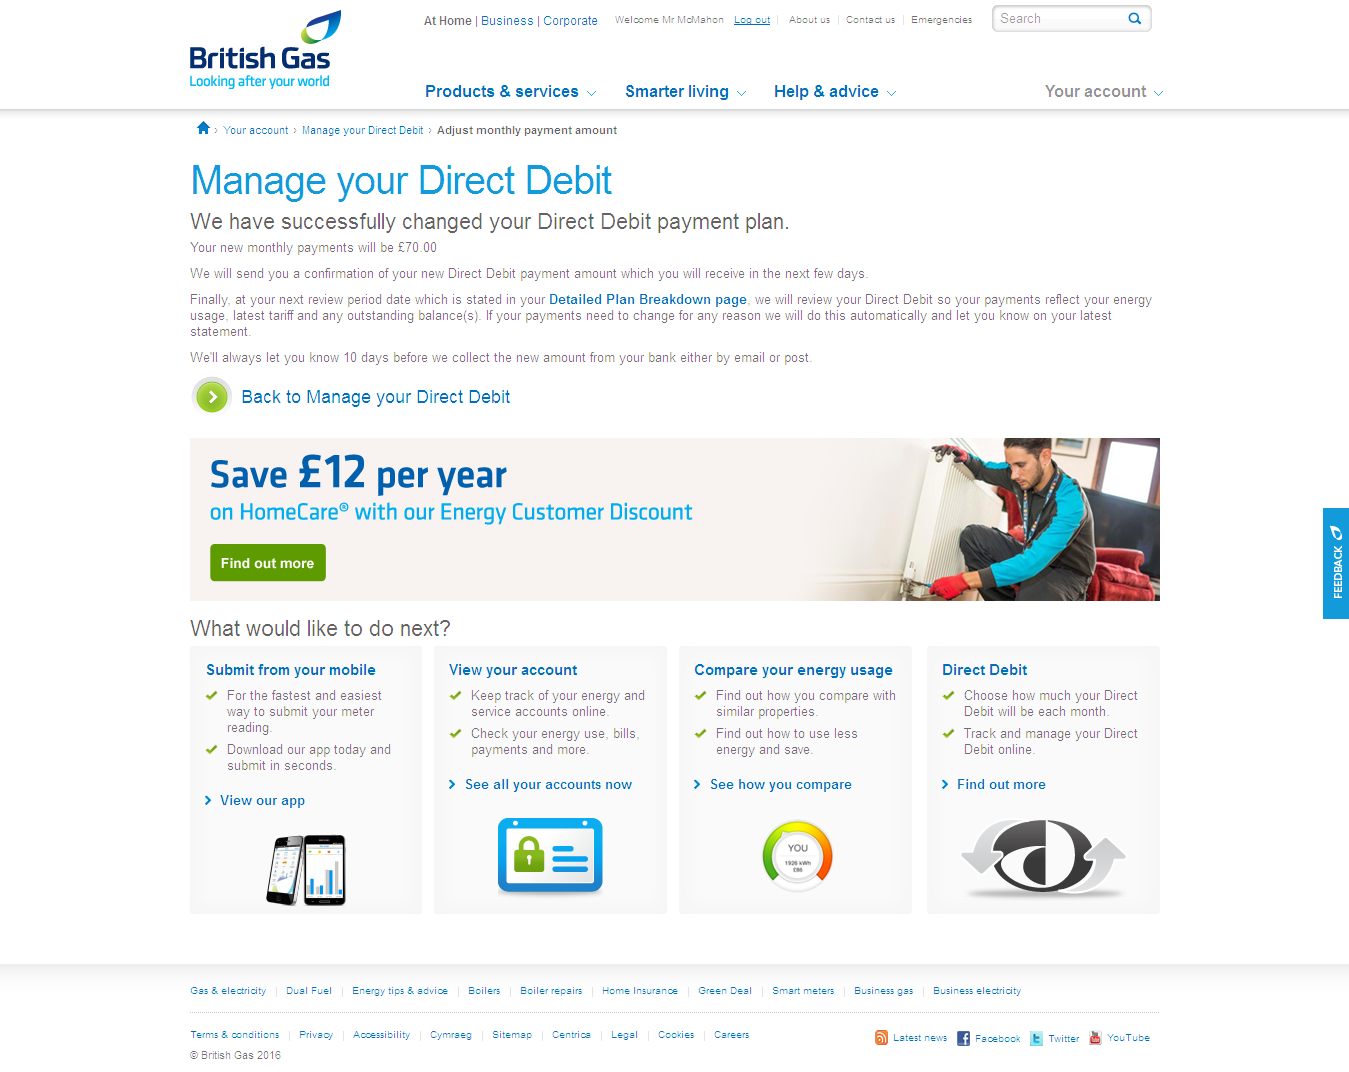 At Home | Business | Corporate
Welcome Mr McMahon Log out About us Contact us Emergencies
Search
British Gas
Looking after your world
Products & services Smarter living Help & advice Your account
› Your account › Manage your Direct Debit › Adjust monthly payment amount
Manage your Direct Debit
We have successfully changed your Direct Debit payment plan.
Your new monthly payments will be £70.00
We will send you a confirmation of your new Direct Debit payment amount which you will receive in the next few days.
Finally, at your next review period date which is stated in your Detailed Plan Breakdown page, we will review your Direct Debit so your payments reflect your energy
usage, latest tariff and any outstanding balance(s). If your payments need to change for any reason we will do this automatically and let you know on your latest
statement.
We'll always let you know 10 days before we collect the new amount from your bank either by email or post.
Back to Manage your Direct Debit
Save £12 per year
on HomeCare® with our Energy Customer Discount
Find out more
FEEDBACK
What would like to do next?
Submit from your mobile
For the fastest and easiest
way to submit your meter
reading.
Download our app today and
submit in seconds.
View our app
View your account
Keep track of your energy and
service accounts online.
Check your energy use, bills,
payments and more.
See all your accounts now
Compare your energy usage
Find out how you compare with
similar properties.
Find out how to use less
energy and save.
See how you compare
YOU
1926 kWh
£86
Direct Debit
Choose how much your Direct
Debit will be each month.
Track and manage your Direct
Debit online.
Find out more
Gas & electricity Dual Fuel Energy tips & advice Boilers Boiler repairs Home Insurance Green Deal Smart meters Business gas Business electricity
Terms & conditions Privacy Accessibility Cymraeg Sitemap Centrica Legal Cookies Careers
Latest news Facebook Twitter YouTube
© British Gas 2016